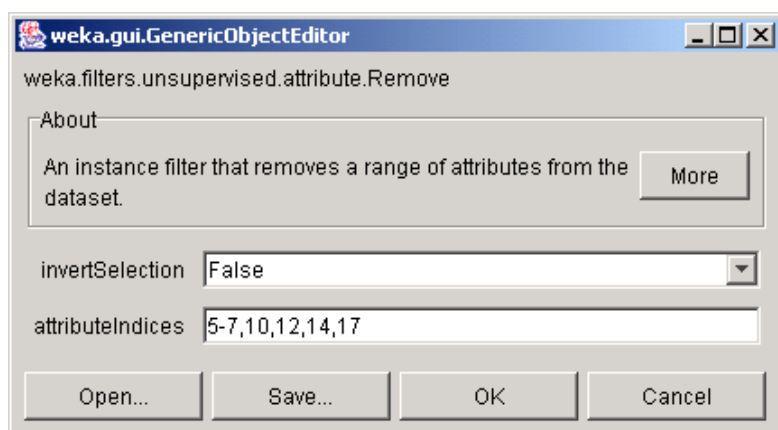 weka.gui.GenericObjectEditor
weka.filters.unsupervised.attribute.Remove
About
An instance filter that removes a range of attributes from the
dataset.
More
invertSelection False
attributeIndices 5-7,10,12,14,17
Open... Save... OK Cancel